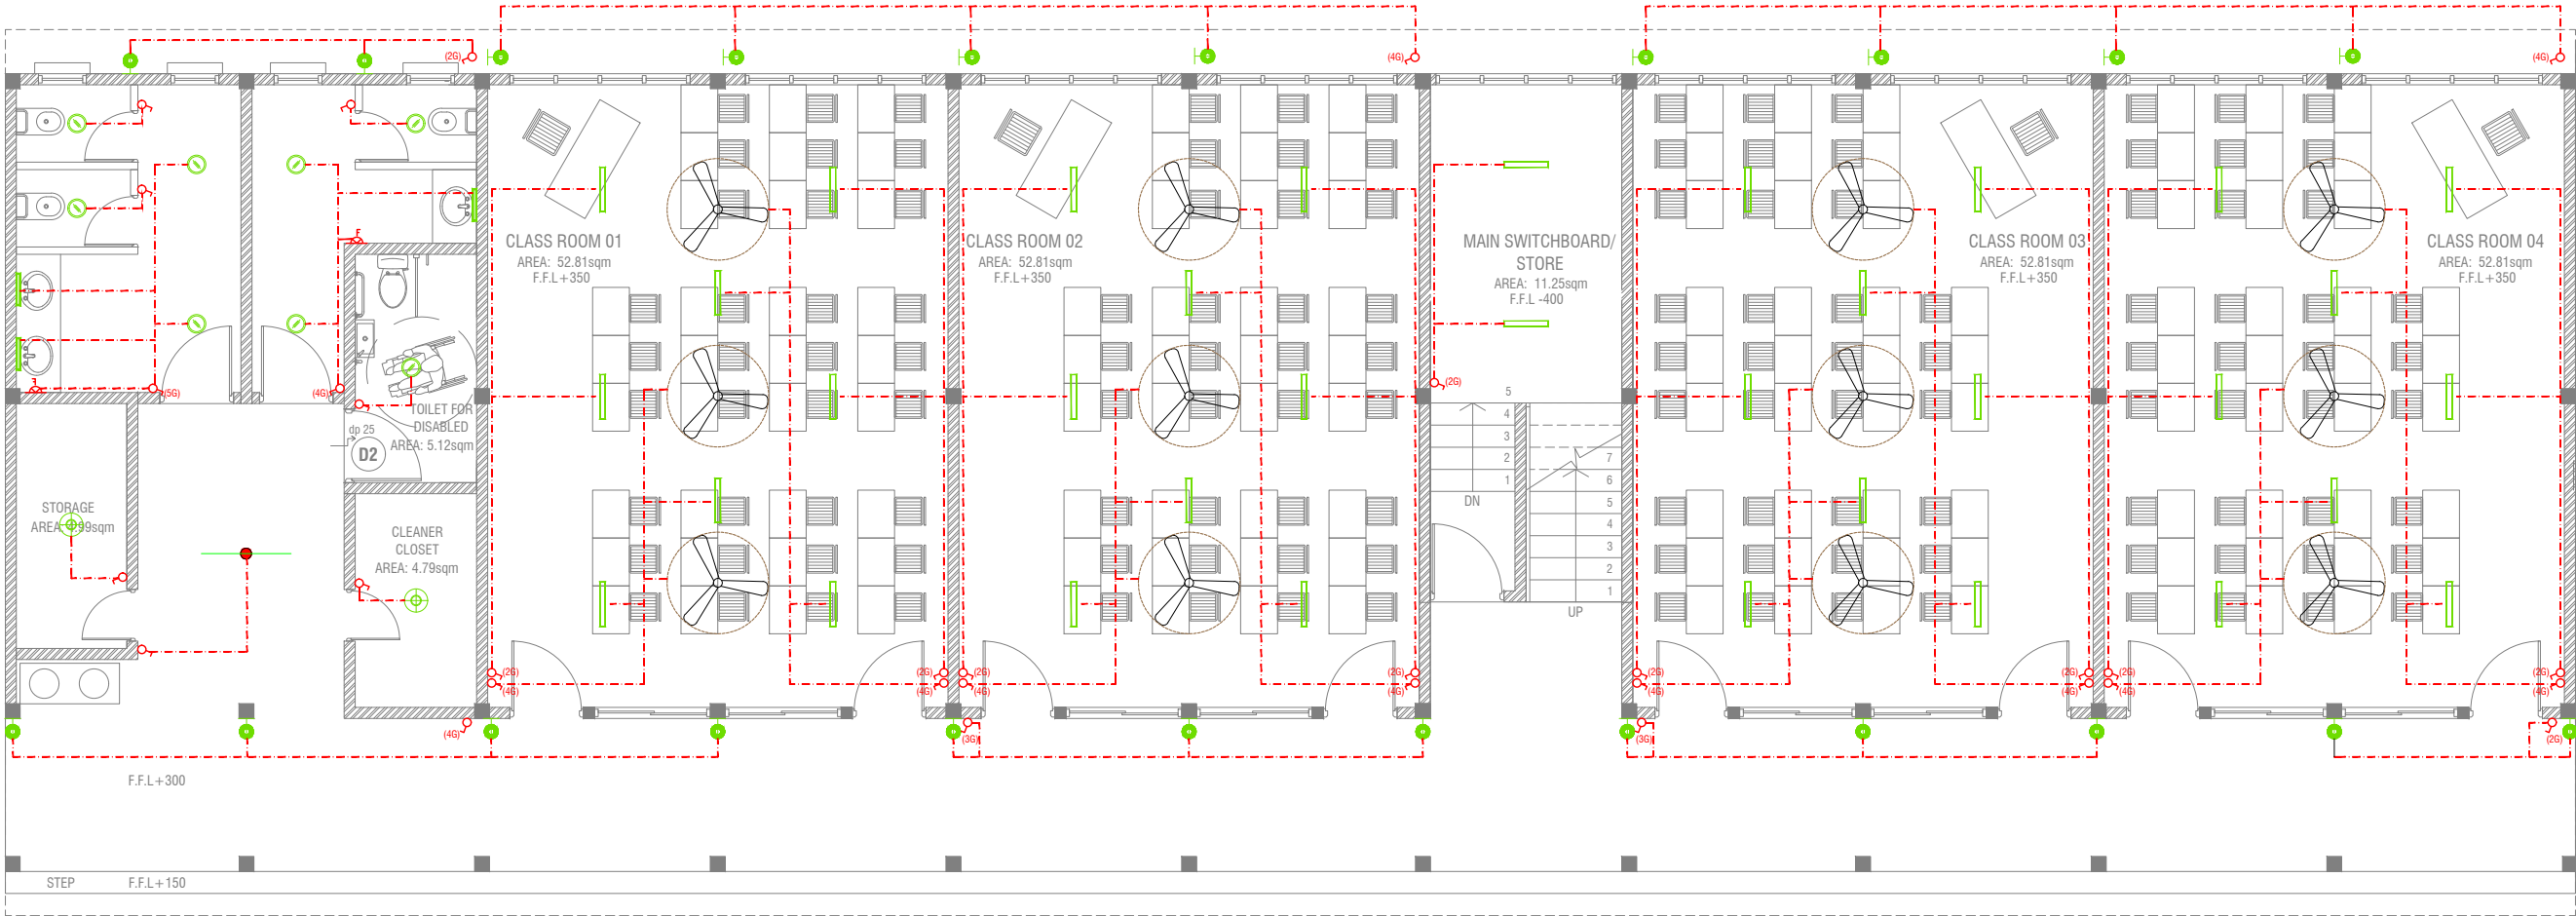 (2G)
(4G)
(4G)
CLASS ROOM 01
AREA: 52.81sqm
F.F.L+350
CLASS ROOM 02
AREA: 52.81sqm
F.F.L+350
MAIN SWITCHBOARD/
STORE
AREA: 11.25sqm
F.F.L -400
CLASS ROOM 03
AREA: 52.81sqm
F.F.L+350
CLASS ROOM 04
AREA: 52.81sqm
F.F.L+350
(5G)
(4G)
(2G)
TOILET FOR
DISABLED
AREA: 5.12sqm
dp 25
D2
5
4
3
2
1
DN
7
6
5
4
3
2
1
UP
STORAGE
AREA:
CLEANER
CLOSET
AREA: 4.79sqm
(2G)
(4G)
(2G)
(4G)
(2G)
(4G)
(2G)
(4G)
(2G)
(4G)
(2G)
(4G)
(2G)
(4G)
(2G)
(4G)
(4G)
(3G)
(3G)
(2G)
F.F.L+300
STEP
F.F.L+150